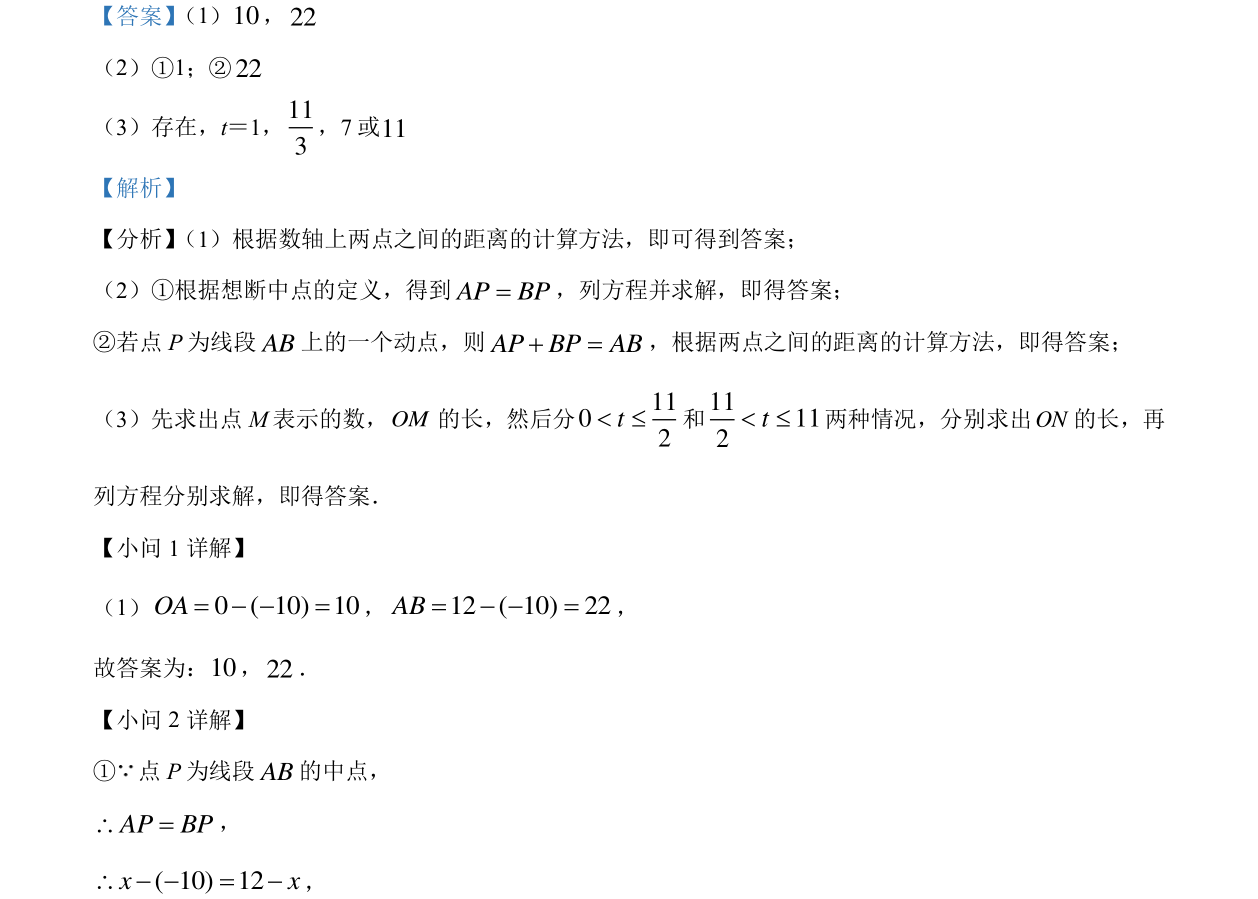 【答案】（1）10，22
（2）①1；②22
（3）存在，t＝1，11/3，7 或11
【解析】
【分析】（1）根据数轴上两点之间的距离的计算方法，即可得到答案；
（2）①根据想断中点的定义，得到 AP = BP，列方程并求解，即得答案；
②若点 P 为线段 AB 上的一个动点，则 AP + BP = AB，根据两点之间的距离的计算方法，即得答案；
（3）先求出点 M 表示的数，OM 的长，然后分 0 < t ≤ 11/2 和 11/2 < t ≤ 11 两种情况，分别求出 ON 的长，再
列方程分别求解，即得答案．
【小问 1 详解】
（1）OA = 0 − (−10) = 10，AB = 12 − (−10) = 22，
故答案为：10，22．
【小问 2 详解】
①∵点 P 为线段 AB 的中点，
∴ AP = BP，
∴ x − (−10) = 12 − x，